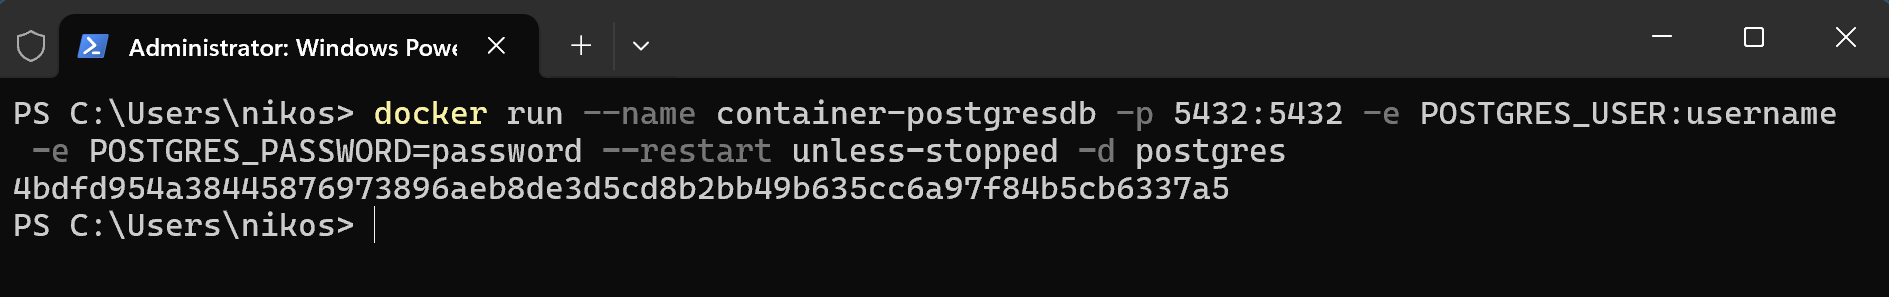 Administrator: Windows Powe
PS C:\Users\nikos> docker run --name container-postgresdb -p 5432:5432 -e POSTGRES_USER:username
-e POSTGRES_PASSWORD=password --restart unless-stopped -d postgres
4bdfd954a38445876973896aeb8de3d5cd8b2bb49b635cc6a97f84b5cb6337a5
PS C:\Users\nikos>